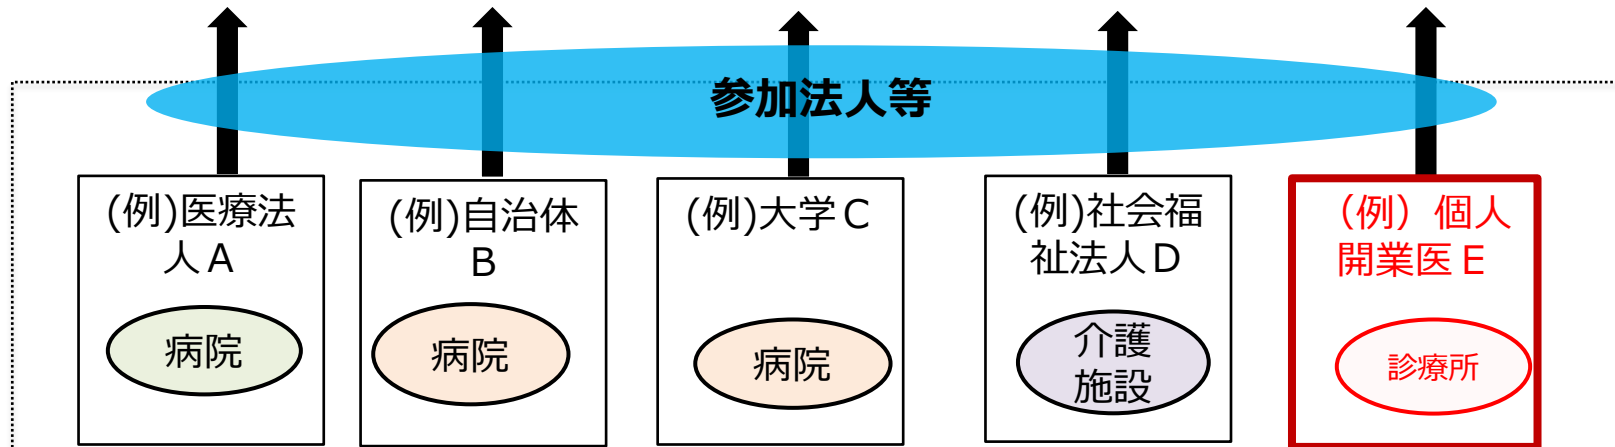 参加法人等
(例)医療法
人A
病院
(例)自治体
B
病院
(例)大学C
病院
(例)社会福
祉法人D
介護
施設
(例)個人
開業医E
診療所